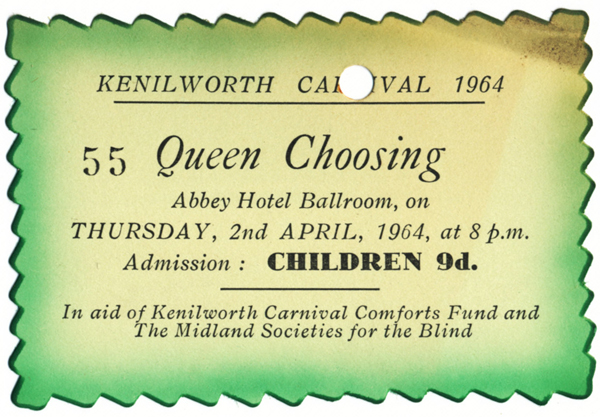 KENILWORTH CARNIVAL 1964
55 Queen Choosing
Abbey Hotel Ballroom, on
THURSDAY, 2nd APRIL, 1964, at 8 p.m.
Admission : CHILDREN 9d.
In aid of Kenilworth Carnival Comforts Fund and
The Midland Societies for the Blind